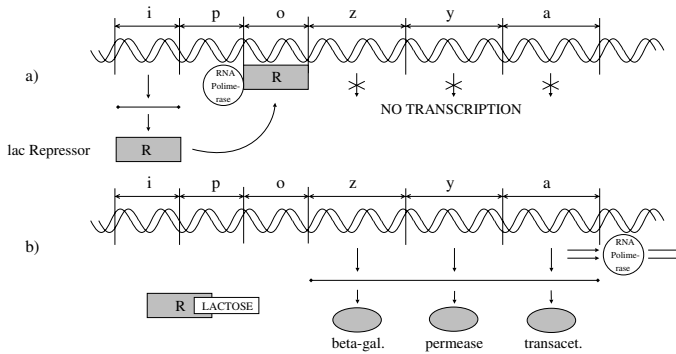 i p o z y a
a)
RNA
Polime-
rase
R
NO TRANSCRIPTION
lac Repressor
R
i p o z y a
b)
RNA
Polime-
rase
R
LACTOSE
beta-gal. permease transacet.